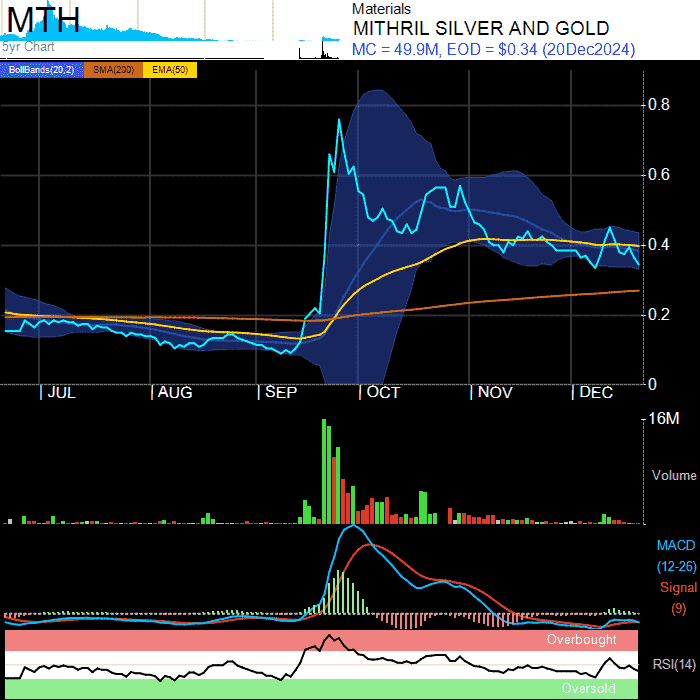 MTH
5yr Chart
Materials
MITHRIL SILVER AND GOLD
MC = 49.9M, EOD = $0.34 (20Dec2024)
BollBands(20,2) SMA(200) EMA(50)
0.8
0.6
0.4
0.2
0
JUL AUG SEP OCT NOV DEC
16M
Volume
MACD
(12-26)
Signal
(9)
Overbought
RSI(14)
Oversold